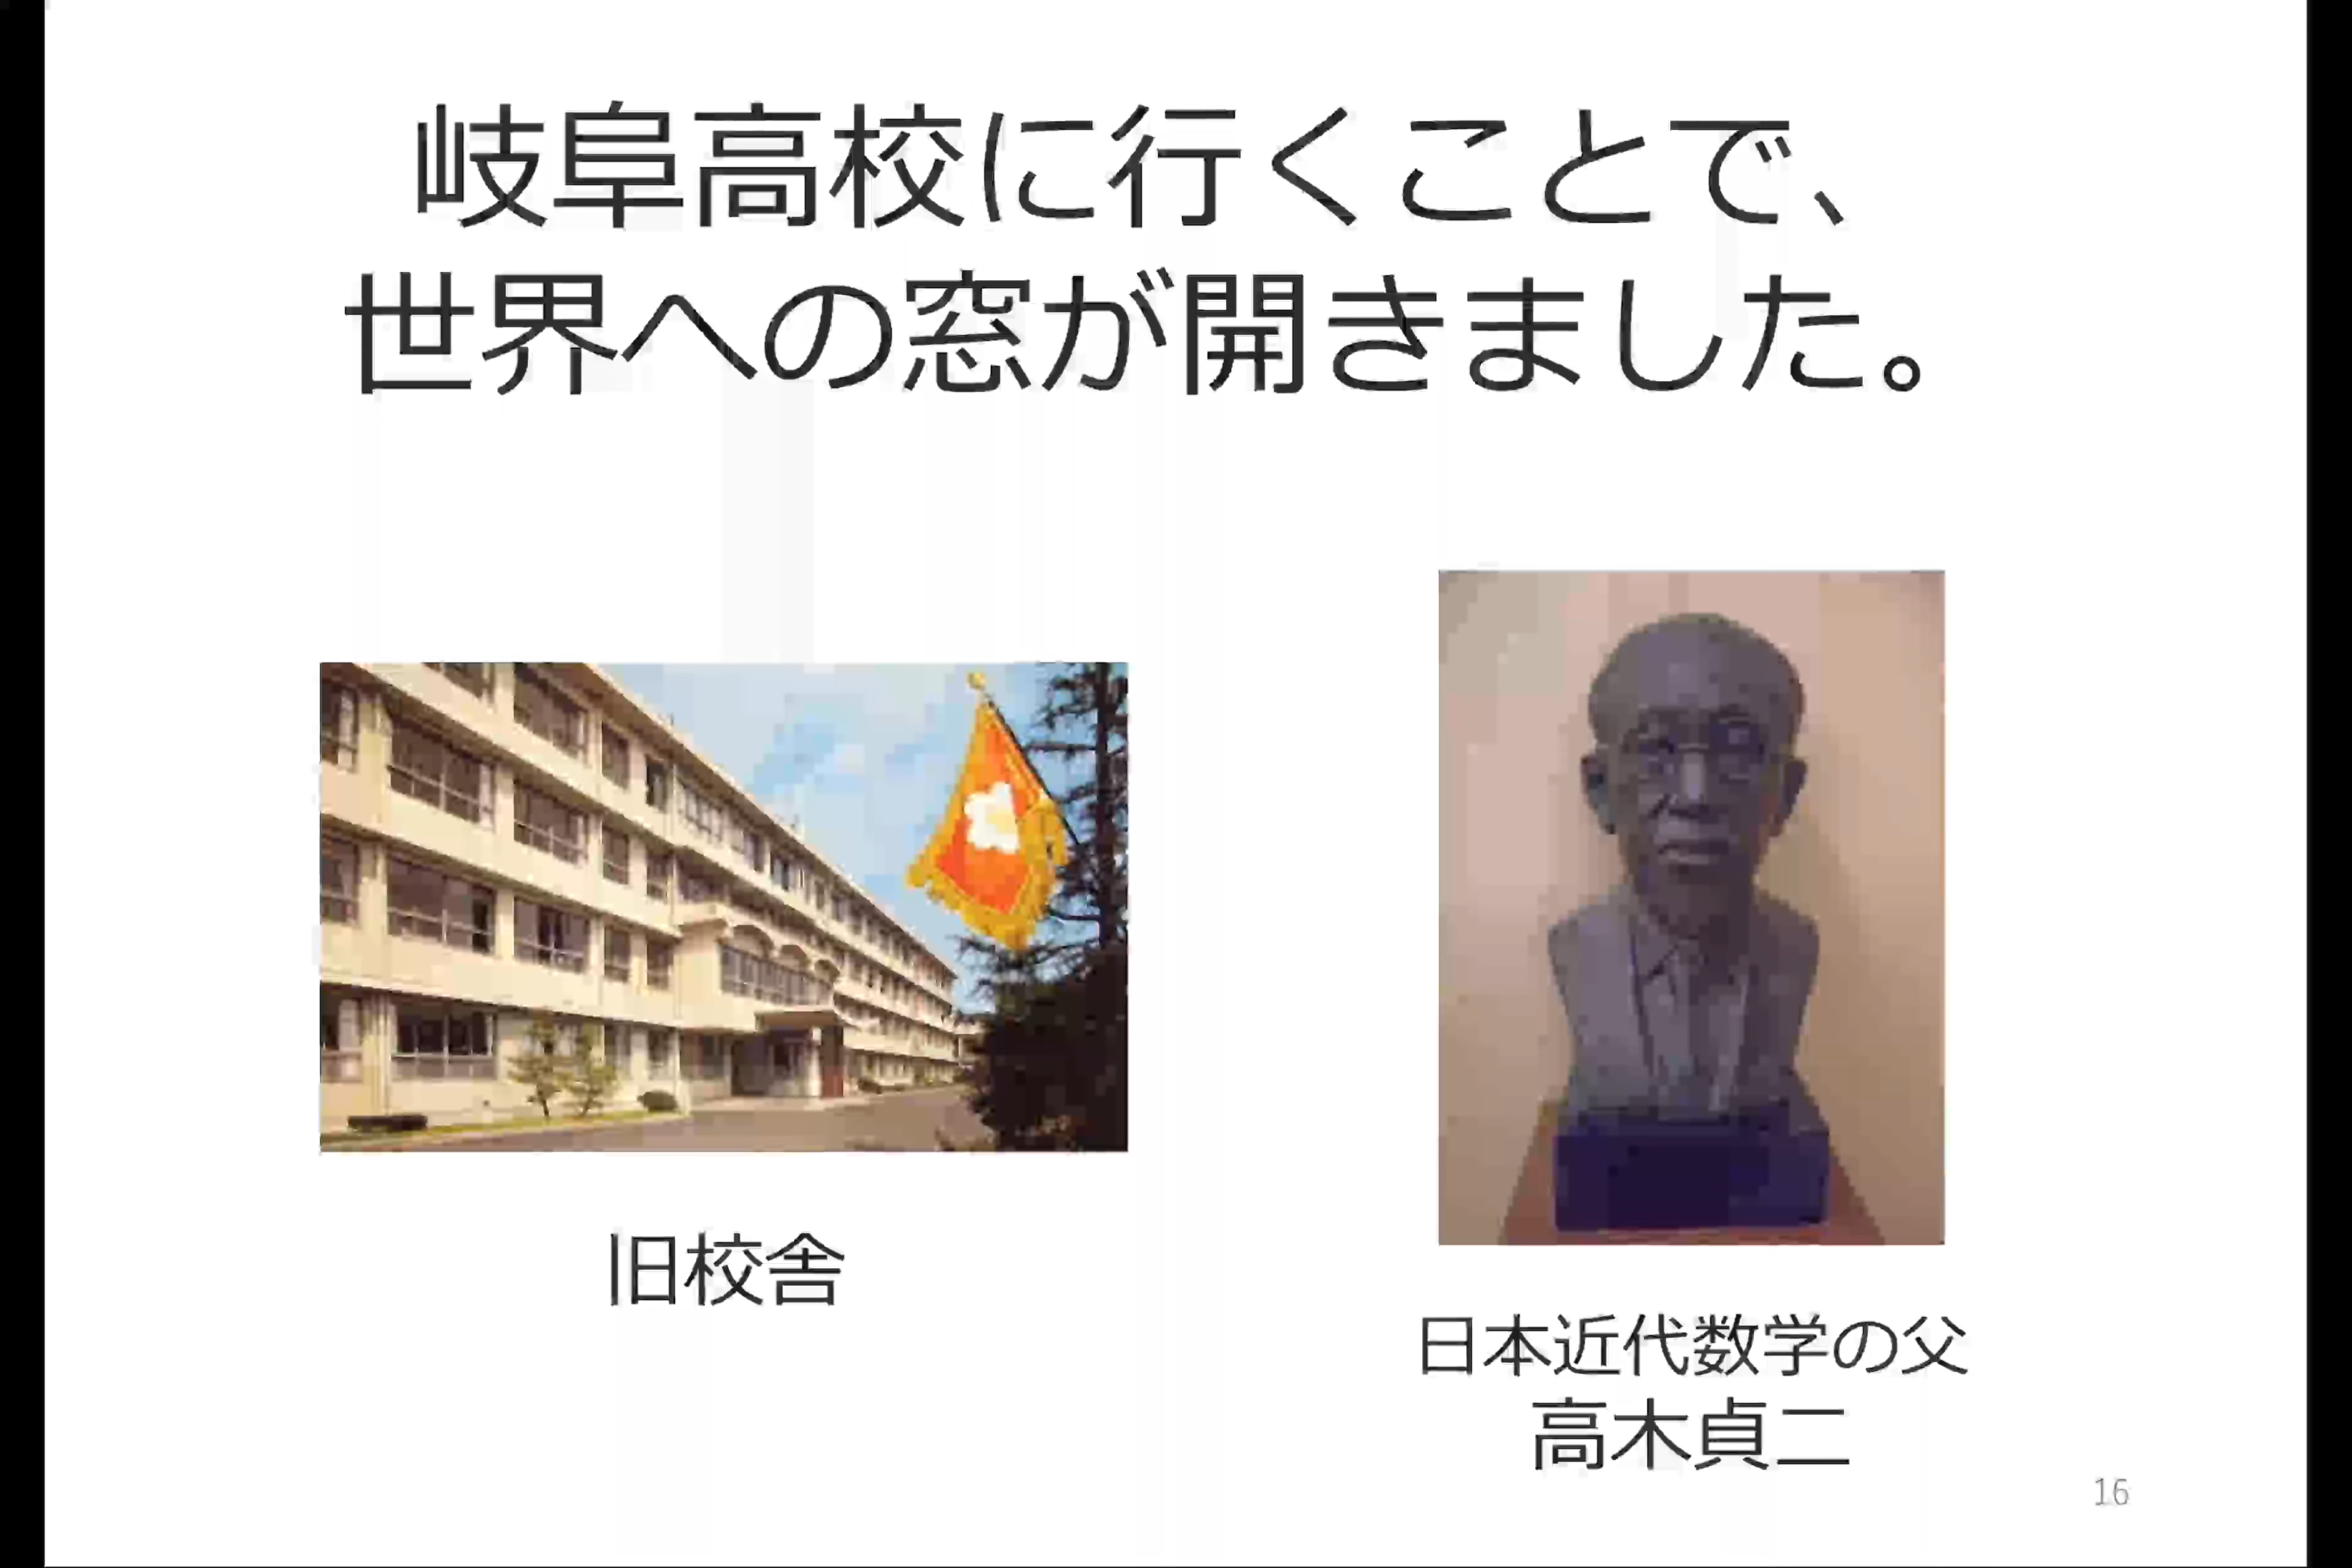 岐阜高校に行くことで、
世界への窓が開きました。
旧校舎
日本近代数学の父
高木貞二
16